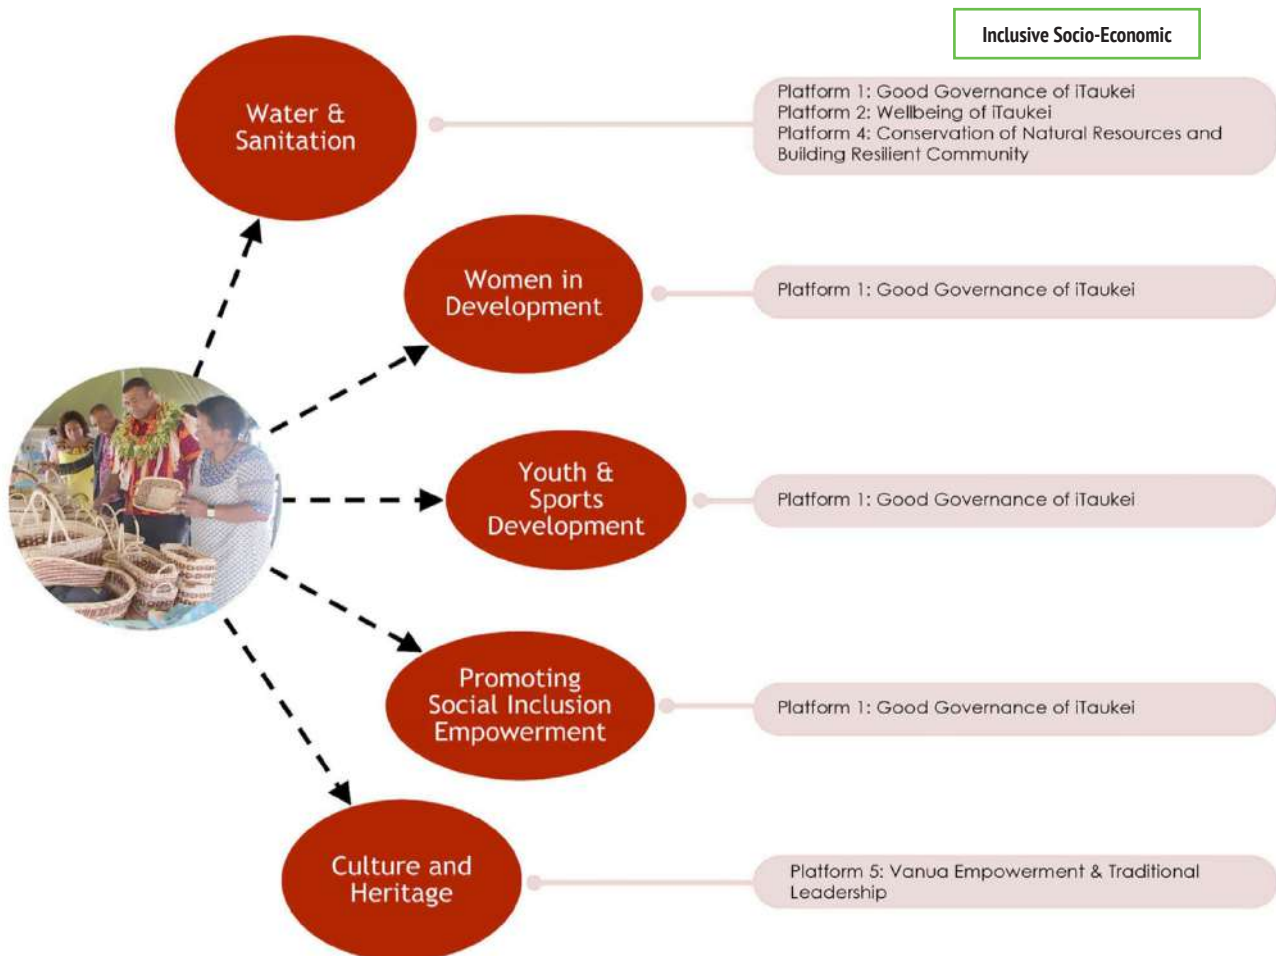 Inclusive Socio-Economic
Water &
Sanitation
Platform 1: Good Governance of iTaukei
Platform 2: Wellbeing of iTaukei
Platform 4: Conservation of Natural Resources and
Building Resilient Community
Women in
Development
Platform 1: Good Governance of iTaukei
Youth &
Sports
Development
Platform 1: Good Governance of iTaukei
Promoting
Social Inclusion
Empowerment
Platform 1: Good Governance of iTaukei
Culture and
Heritage
Platform 5: Vanua Empowerment & Traditional
Leadership